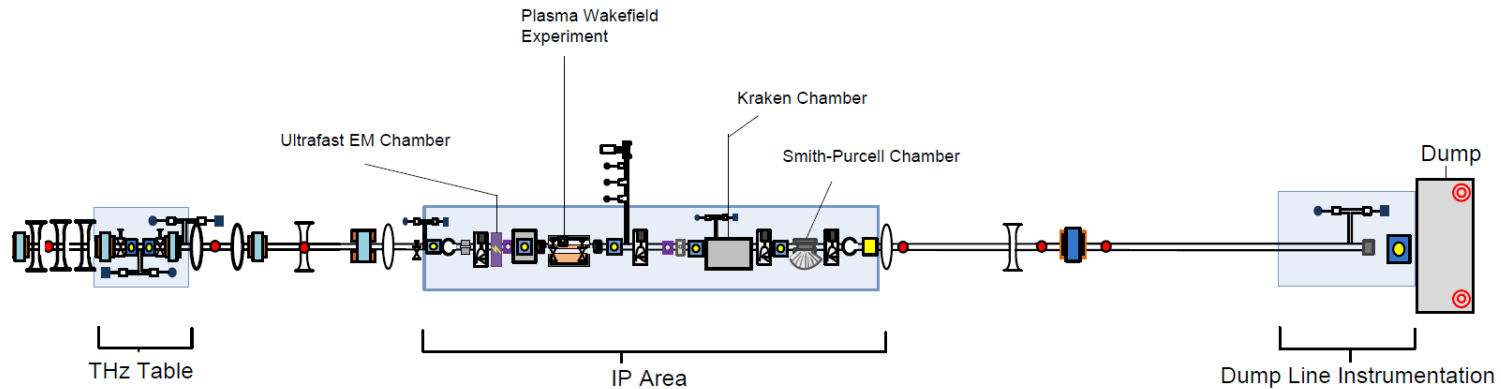 Plasma Wakefield
Experiment
Kraken Chamber
Ultrafast EM Chamber
Smith-Purcell Chamber
Dump
THz Table
IP Area
Dump Line Instrumentation